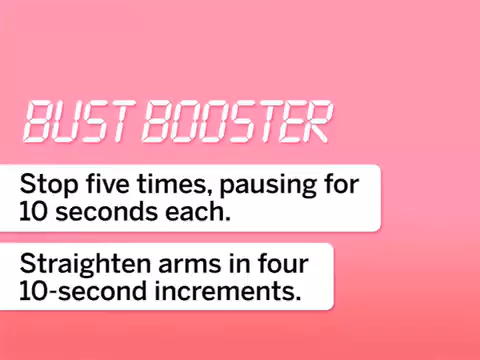 BUST BOOSTER
Stop five times, pausing for
10 seconds each.
Straighten arms in four
10-second increments.